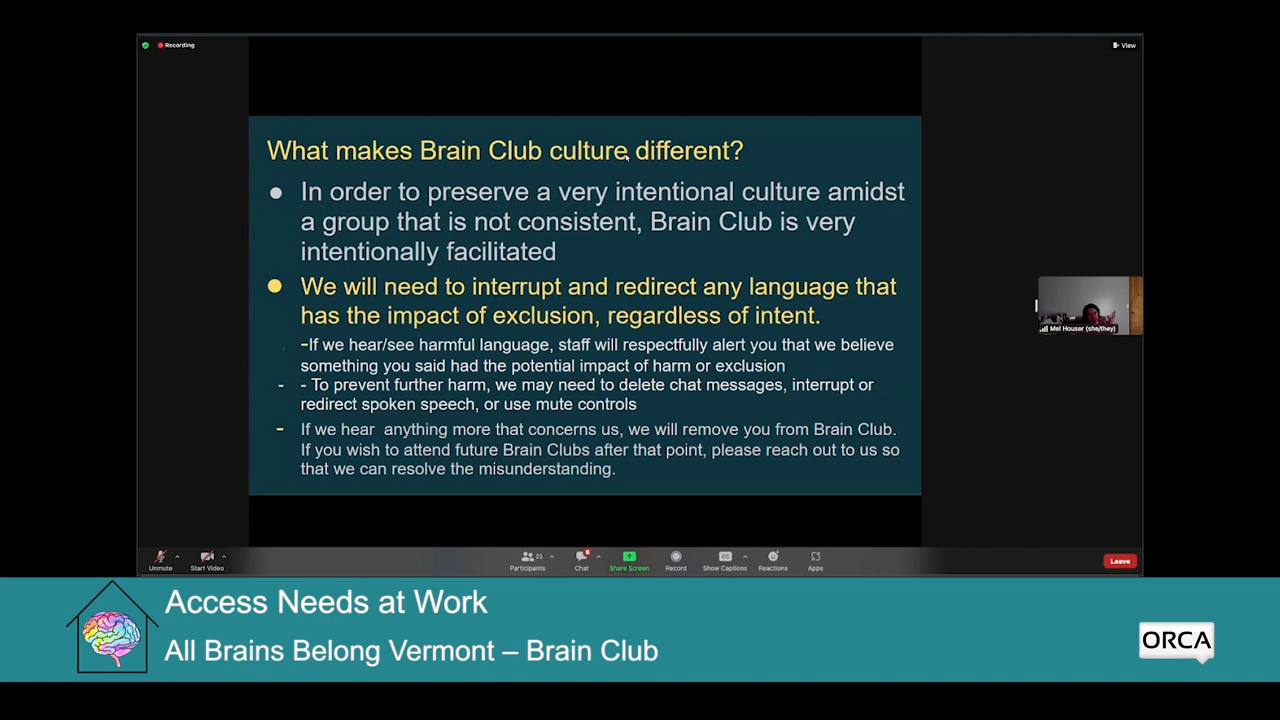 Recording
View
What makes Brain Club culture different?
● In order to preserve a very intentional culture amidst
a group that is not consistent, Brain Club is very
intentionally facilitated
● We will need to interrupt and redirect any language that
has the impact of exclusion, regardless of intent.
-If we hear/see harmful language, staff will respectfully alert you that we believe
something you said had the potential impact of harm or exclusion
- - To prevent further harm, we may need to delete chat messages, interrupt or
redirect spoken speech, or use mute controls
- If we hear  anything more that concerns us, we will remove you from Brain Club.
If you wish to attend future Brain Clubs after that point, please reach out to us so
that we can resolve the misunderstanding.
Mel Houser (she/they)
22
6
CC
Unmute
Start Video
Participants
Chat
Share Screen
Record
Show Captions
Reactions
Apps
Leave
Access Needs at Work
All Brains Belong Vermont – Brain Club
ORCA